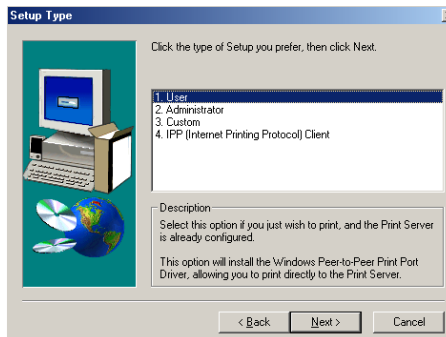 Setup Type
Click the type of Setup you prefer, then click Next.
1. User
2. Administrator
3. Custom
4. IPP (Internet Printing Protocol) Client
Description
Select this option if you just wish to print, and the Print Server
is already configured.
This option will install the Windows Peer-to-Peer Print Port
Driver, allowing you to print directly to the Print Server.
< Back
Next >
Cancel